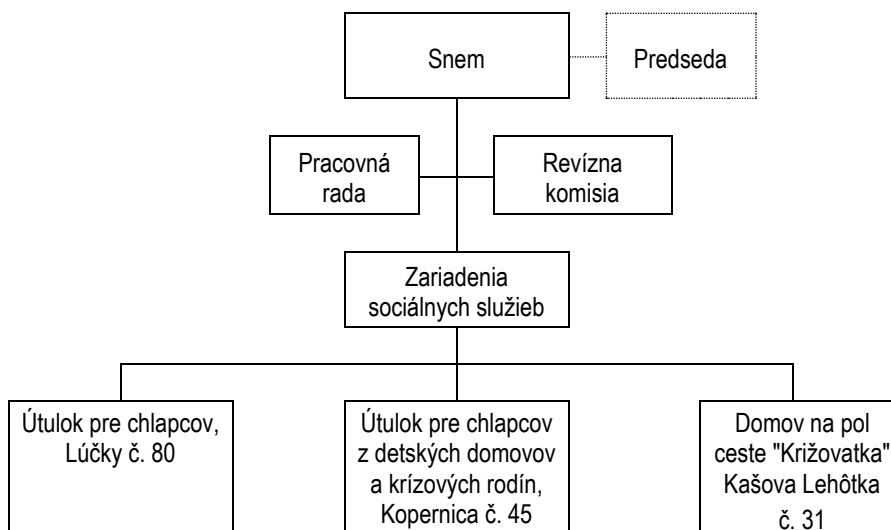 Snem
Predseda
Pracovná
rada
Revízna
komisia
Zariadenia
sociálnych služieb
Útulok pre chlapcov,
Lúčky č. 80
Útulok pre chlapcov
z detských domovov
a krízových rodín,
Kopernica č. 45
Domov na pol
ceste "Križovatka"
Kašova Lehôtka
č. 31